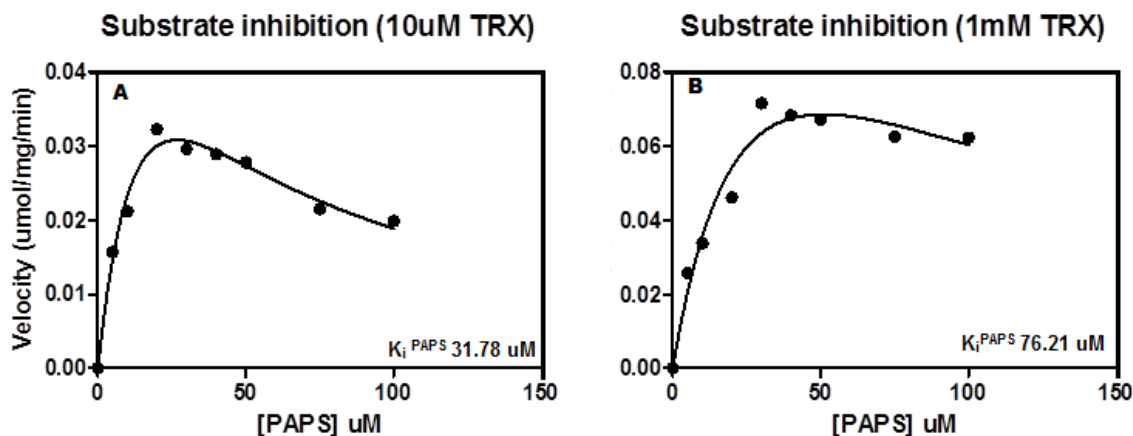 Substrate inhibition (10uM TRX)
Substrate inhibition (1mM TRX)
A
B
Velocity (umol/mg/min)
0.04
0.03
0.02
0.01
0.00
0.08
0.06
0.04
0.02
0.00
Ki PAPS 31.78 uM
KiPAPS 76.21 uM
0 50 100 150
0 50 100 150
[PAPS] uM
[PAPS] uM